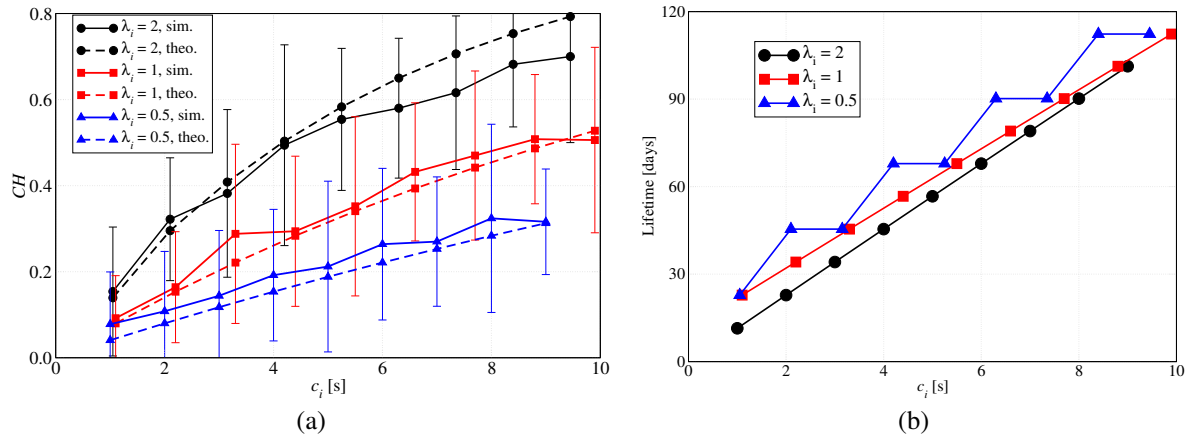 0.8
0.6
0.4
0.2
0.0
CH
λi = 2, sim.
λi = 2, theo.
λi = 1, sim.
λi = 1, theo.
λi = 0.5, sim.
λi = 0.5, theo.
0 2 4 6 8 10
ci [s]
(a)
120
90
60
30
0
Lifetime [days]
λi = 2
λi = 1
λi = 0.5
0 2 4 6 8 10
ci [s]
(b)